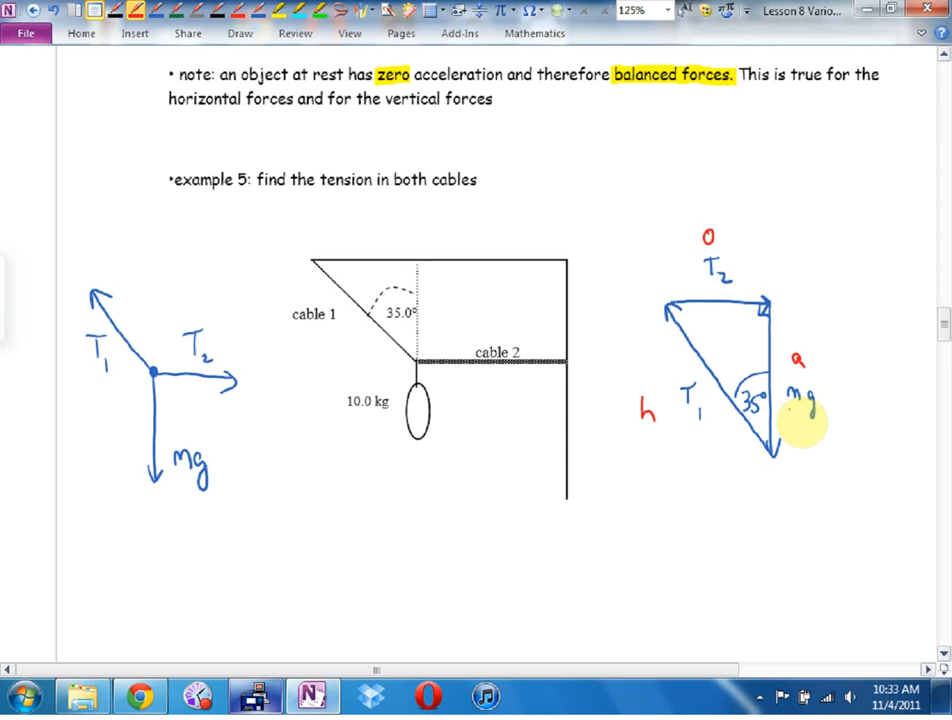 125%
Lesson 8 Vario...
File Home Insert Share Draw Review View Pages Add-Ins Mathematics
• note: an object at rest has zero acceleration and therefore balanced forces. This is true for the
horizontal forces and for the vertical forces
•example 5: find the tension in both cables
o
T₂
cable 1
35.0º
T₁
T₂
cable 2
a
10.0 kg
h
T₁
35º
mg
mg
10:33 AM
11/4/2011